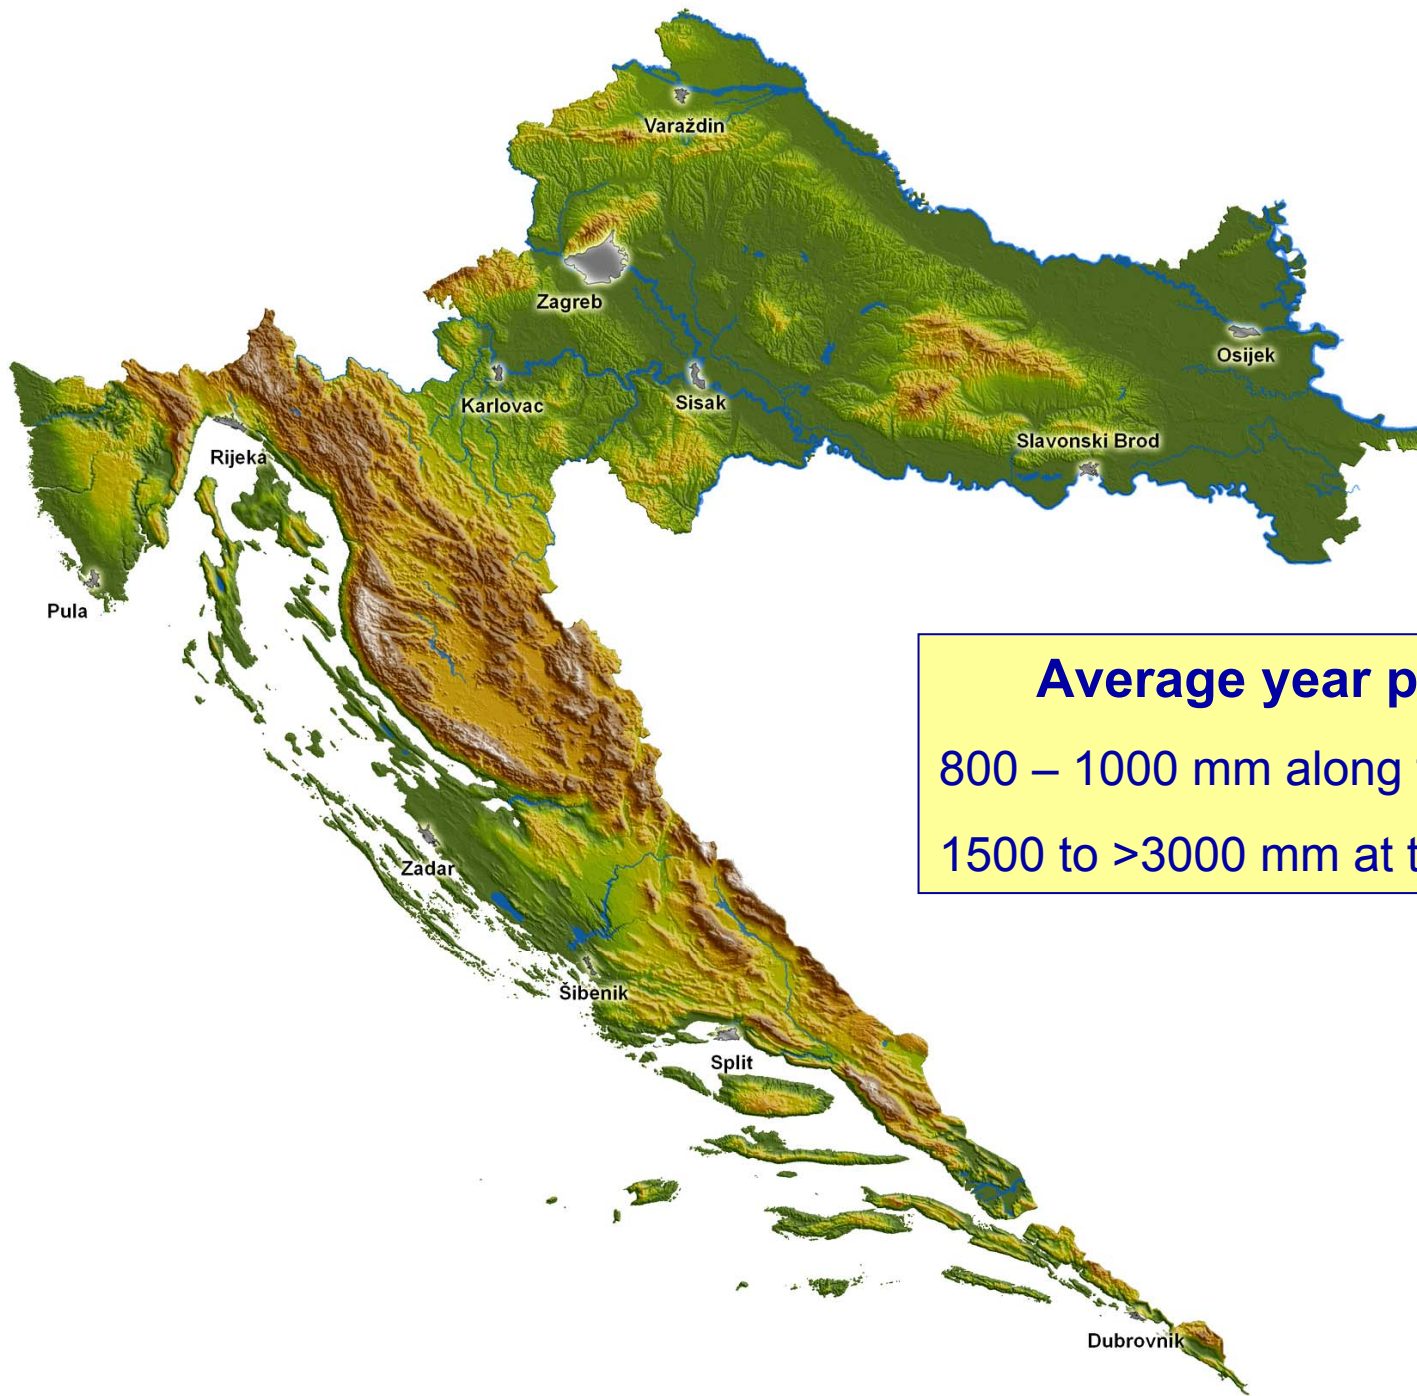 Varaždin
Zagreb
Osijek
Karlovac
Sisak
Slavonski Brod
Rijeka
Pula
Average year p
800 – 1000 mm along
1500 to >3000 mm at t
Zadar
Šibenik
Split
Dubrovnik